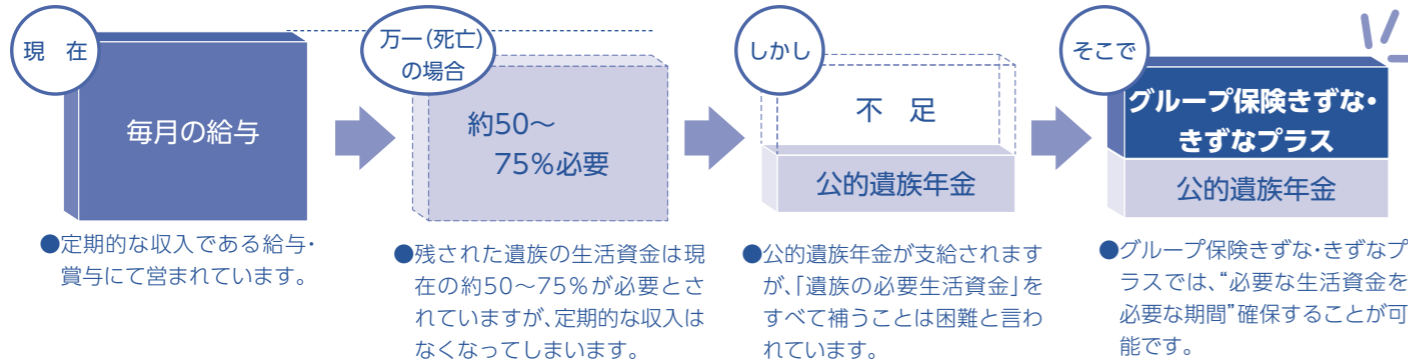 現 在
毎月の給与
●定期的な収入である給与・
賞与にて営まれています。
万一(死亡)
の場合
約50〜
75%必要
●残された遺族の生活資金は現
在の約50〜75%が必要とさ
れていますが、定期的な収入は
なくなってしまいます。
しかし
不 足
公的遺族年金
●公的遺族年金が支給されます
が、「遺族の必要生活資金」を
すべて補うことは困難と言わ
れています。
そこで
グループ保険きずな・
きずなプラス
公的遺族年金
●グループ保険きずな・きずなプ
ラスでは、“必要な生活資金を
必要な期間”確保することが可
能です。